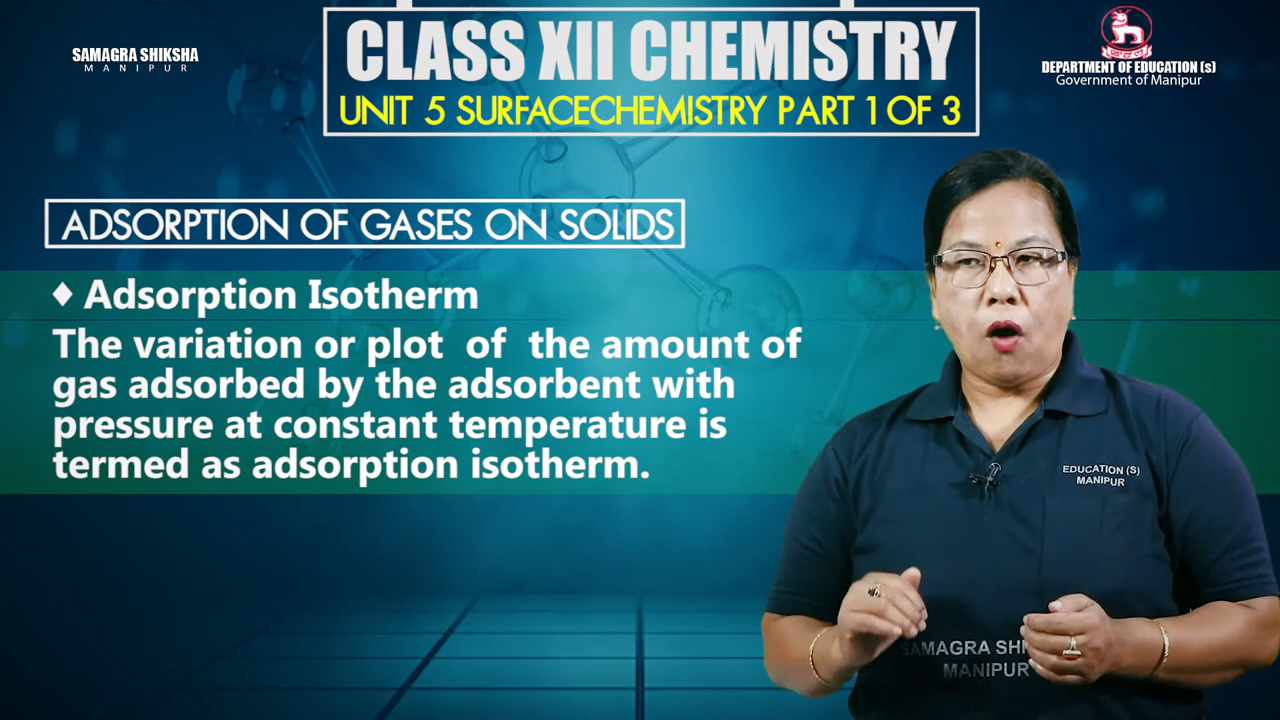 SAMAGRA SHIKSHA
MANIPUR
CLASS XII CHEMISTRY
UNIT 5 SURFACECHEMISTRY PART 1 OF 3
DEPARTMENT OF EDUCATION (s)
Government of Manipur
ADSORPTION OF GASES ON SOLIDS
♦ Adsorption Isotherm
The variation or plot of the amount of
gas adsorbed by the adsorbent with
pressure at constant temperature is
termed as adsorption isotherm.
EDUCATION (S)
MANIPUR
SAMAGRA SHI
MANIPUR